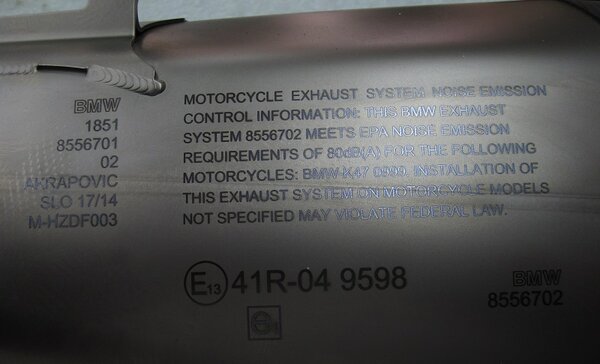 BMW
1851
8556701
02
AKRAPOVIC
SLO 17/14
M-HZDF003
MOTORCYCLE EXHAUST SYSTEM NOISE EMISSION
CONTROL INFORMATION: THIS BMW EXHAUST
SYSTEM 8556702 MEETS EPA NOISE EMISSION
REQUIREMENTS OF 80dB(A) FOR THE FOLLOWING
MOTORCYCLES: BMW-K47 0999. INSTALLATION OF
THIS EXHAUST SYSTEM ON MOTORCYCLE MODELS
NOT SPECIFIED MAY VIOLATE FEDERAL LAW.
E13 41R-04 9598
BMW
8556702